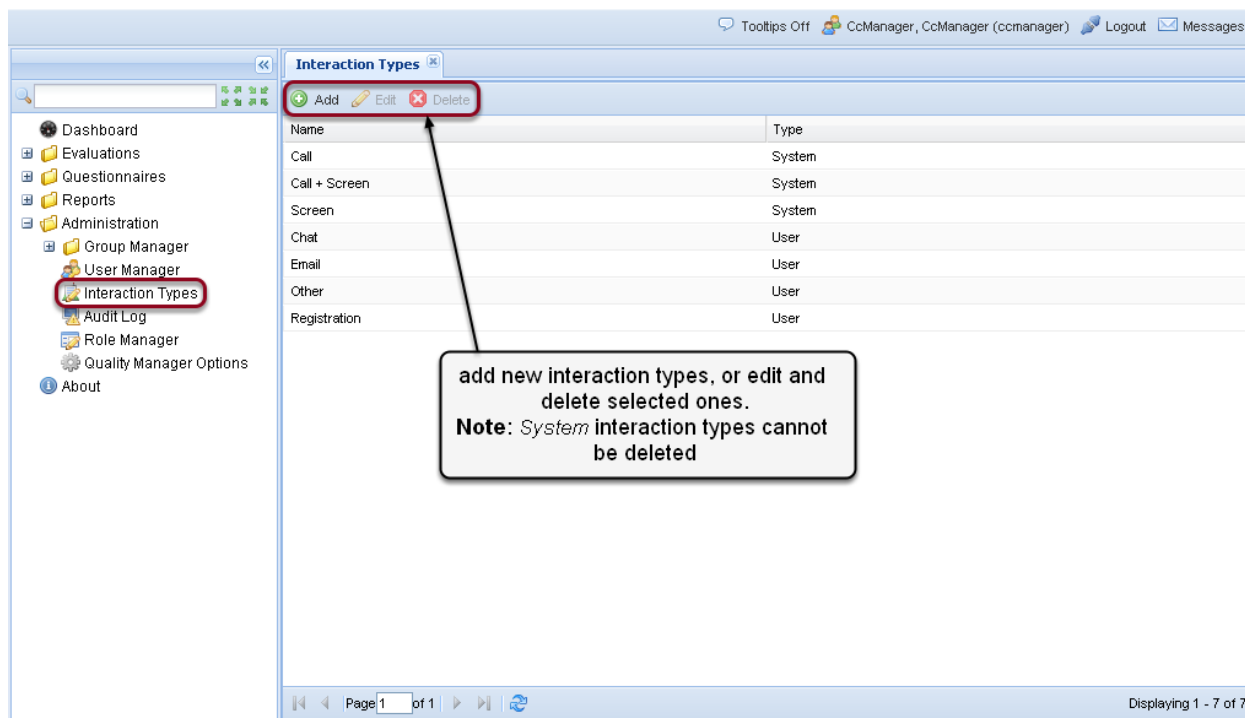 Tooltips Off CcManager, CcManager (ccmanager) Logout Messages
Interaction Types
Add Edit Delete
Dashboard
Evaluations
Questionnaires
Reports
Administration
Group Manager
User Manager
Interaction Types
Audit Log
Role Manager
Quality Manager Options
About
Name Type
Call System
Call + Screen System
Screen System
Chat User
Email User
Other User
Registration User
add new interaction types, or edit and
delete selected ones.
Note: System interaction types cannot
be deleted
Page 1 of 1
Displaying 1 - 7 of 7